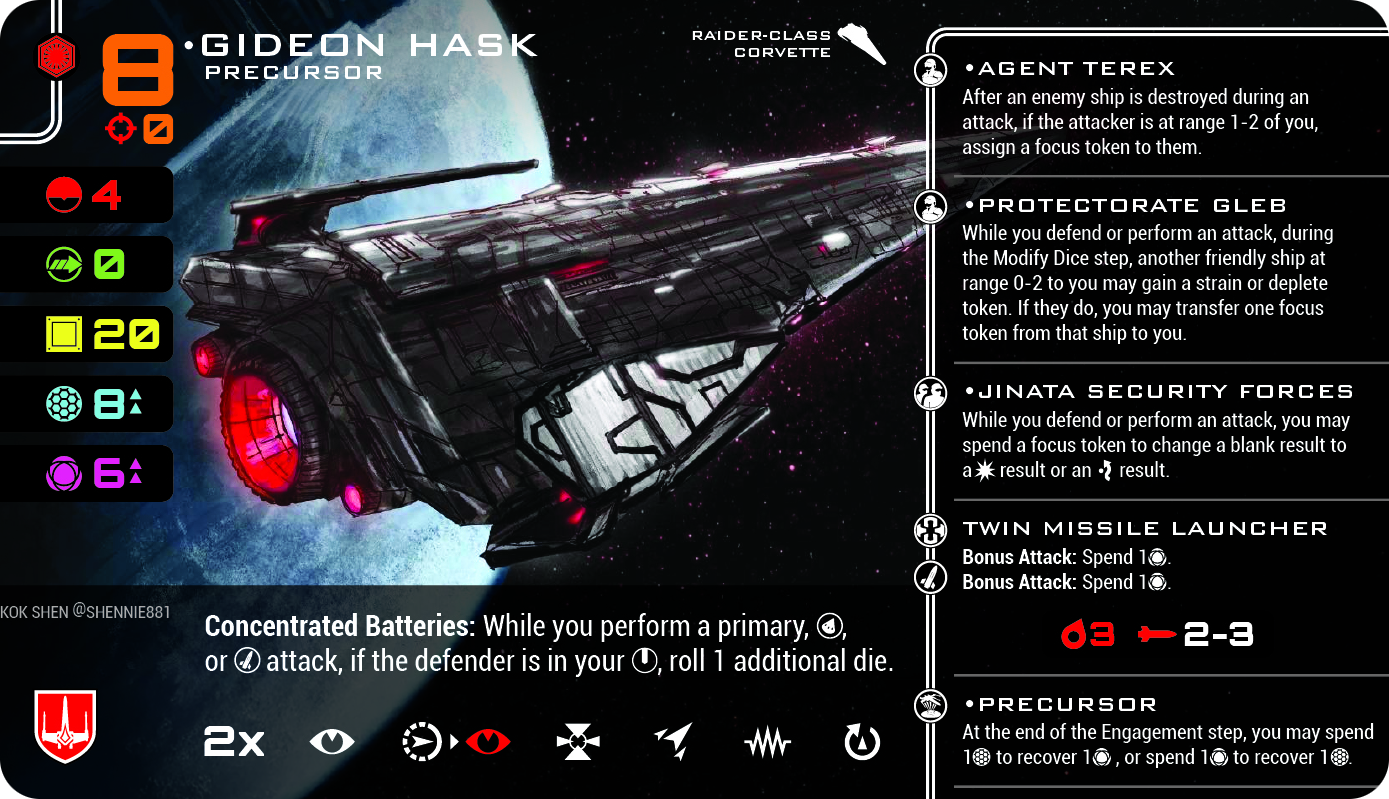 8
•GIDEON HASK
PRECURSOR
0
RAIDER-CLASS
CORVETTE
4
0
20
8
6
KOK SHEN @SHENNIE881
Concentrated Batteries: While you perform a primary, ,
or attack, if the defender is in your , roll 1 additional die.
2x
•AGENT TEREX
After an enemy ship is destroyed during an
attack, if the attacker is at range 1-2 of you,
assign a focus token to them.
•PROTECTORATE GLEB
While you defend or perform an attack, during
the Modify Dice step, another friendly ship at
range 0-2 to you may gain a strain or deplete
token. If they do, you may transfer one focus
token from that ship to you.
•JINATA SECURITY FORCES
While you defend or perform an attack, you may
spend a focus token to change a blank result to
a result or an result.
TWIN MISSILE LAUNCHER
Bonus Attack: Spend 1 .
Bonus Attack: Spend 1 .
3 2-3
•PRECURSOR
At the end of the Engagement step, you may spend
1 to recover 1 , or spend 1 to recover 1 .